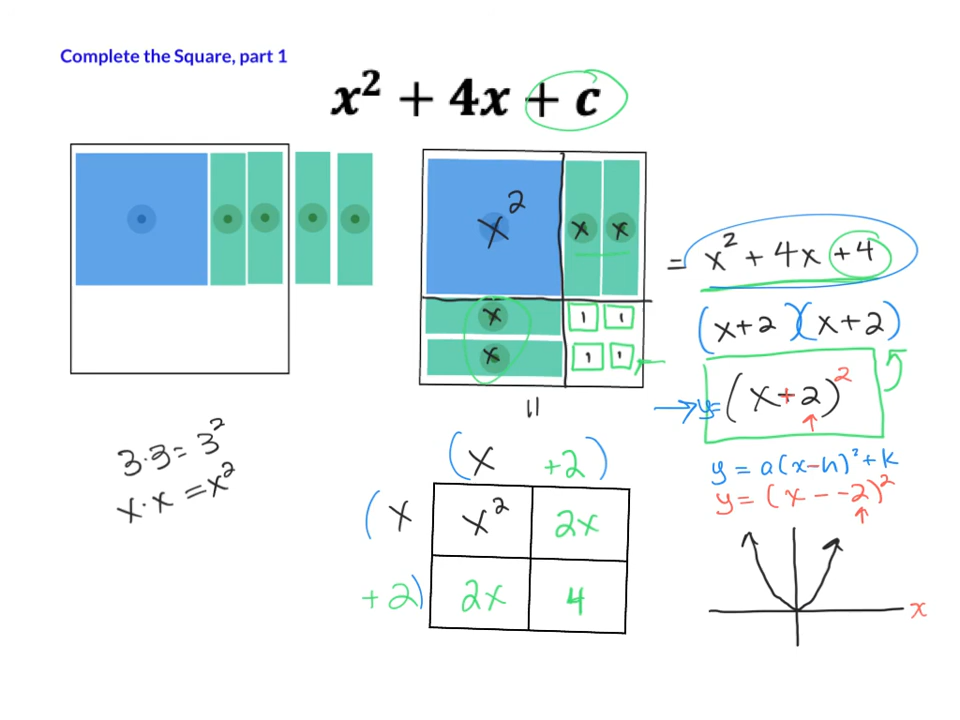 Complete the Square, part 1
x² + 4x + c
x²
x x
x
x
1 1
1 1
= x² + 4x +4
(x+2)(x+2)
→ y= (x+2)²
y = a(x-h)² + k
y = (x - -2)²
x
3·3 = 3²
x·x = x²
=
(x +2)
(x x² 2x
+2) 2x 4